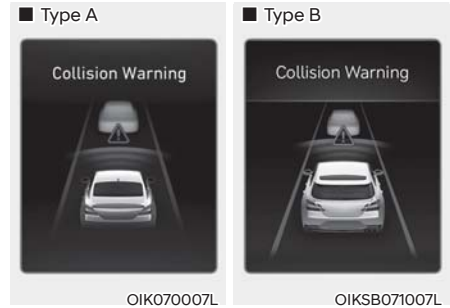 ■ Type A
Collision Warning
OIK070007L
■ Type B
Collision Warning
OIKSB071007L